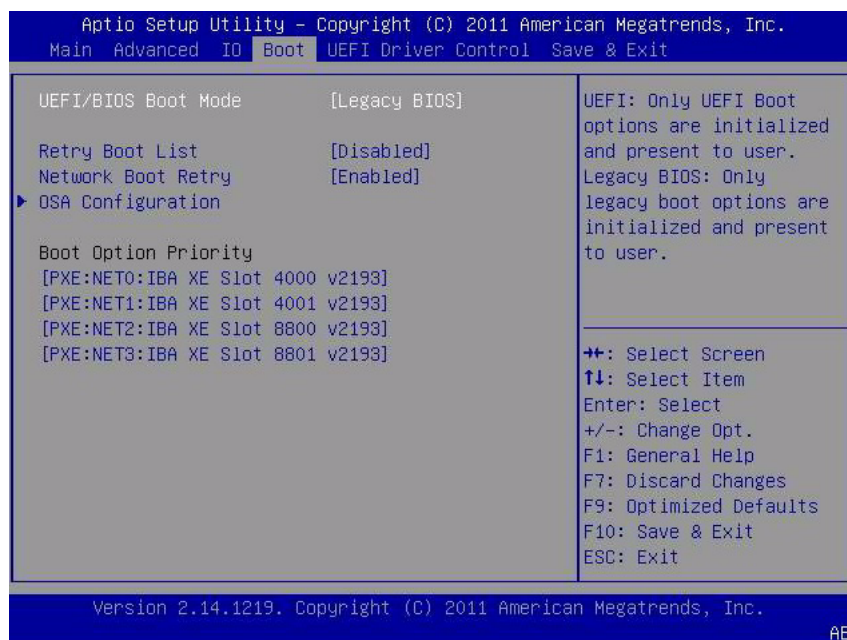 Aptio Setup Utility – Copyright (C) 2011 American Megatrends, Inc.
Main Advanced IO Boot UEFI Driver Control Save & Exit
UEFI/BIOS Boot Mode [Legacy BIOS]
Retry Boot List [Disabled]
Network Boot Retry [Enabled]
OSA Configuration
Boot Option Priority
[PXE:NET0:IBA XE Slot 4000 v2193]
[PXE:NET1:IBA XE Slot 4001 v2193]
[PXE:NET2:IBA XE Slot 8800 v2193]
[PXE:NET3:IBA XE Slot 8801 v2193]
UEFI: Only UEFI Boot
options are initialized
and present to user.
Legacy BIOS: Only
legacy boot options are
initialized and present
to user.
→←: Select Screen
↑↓: Select Item
Enter: Select
+/-: Change Opt.
F1: General Help
F7: Discard Changes
F9: Optimized Defaults
F10: Save & Exit
ESC: Exit
Version 2.14.1219. Copyright (C) 2011 American Megatrends, Inc.